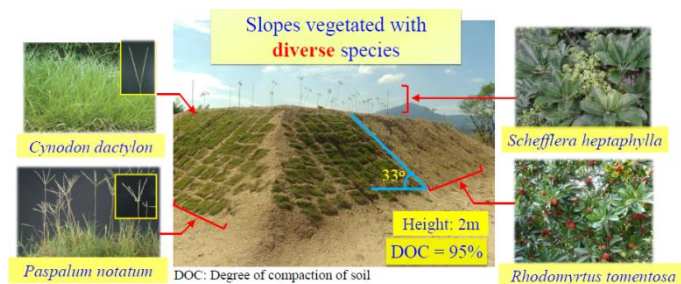 Slopes vegetated with
diverse species
Cynodon dactylon
Schefflera heptaphylla
33°
Height: 2m
DOC = 95%
Paspalum notatum
DOC: Degree of compaction of soil
Rhodomyrtus tomentosa